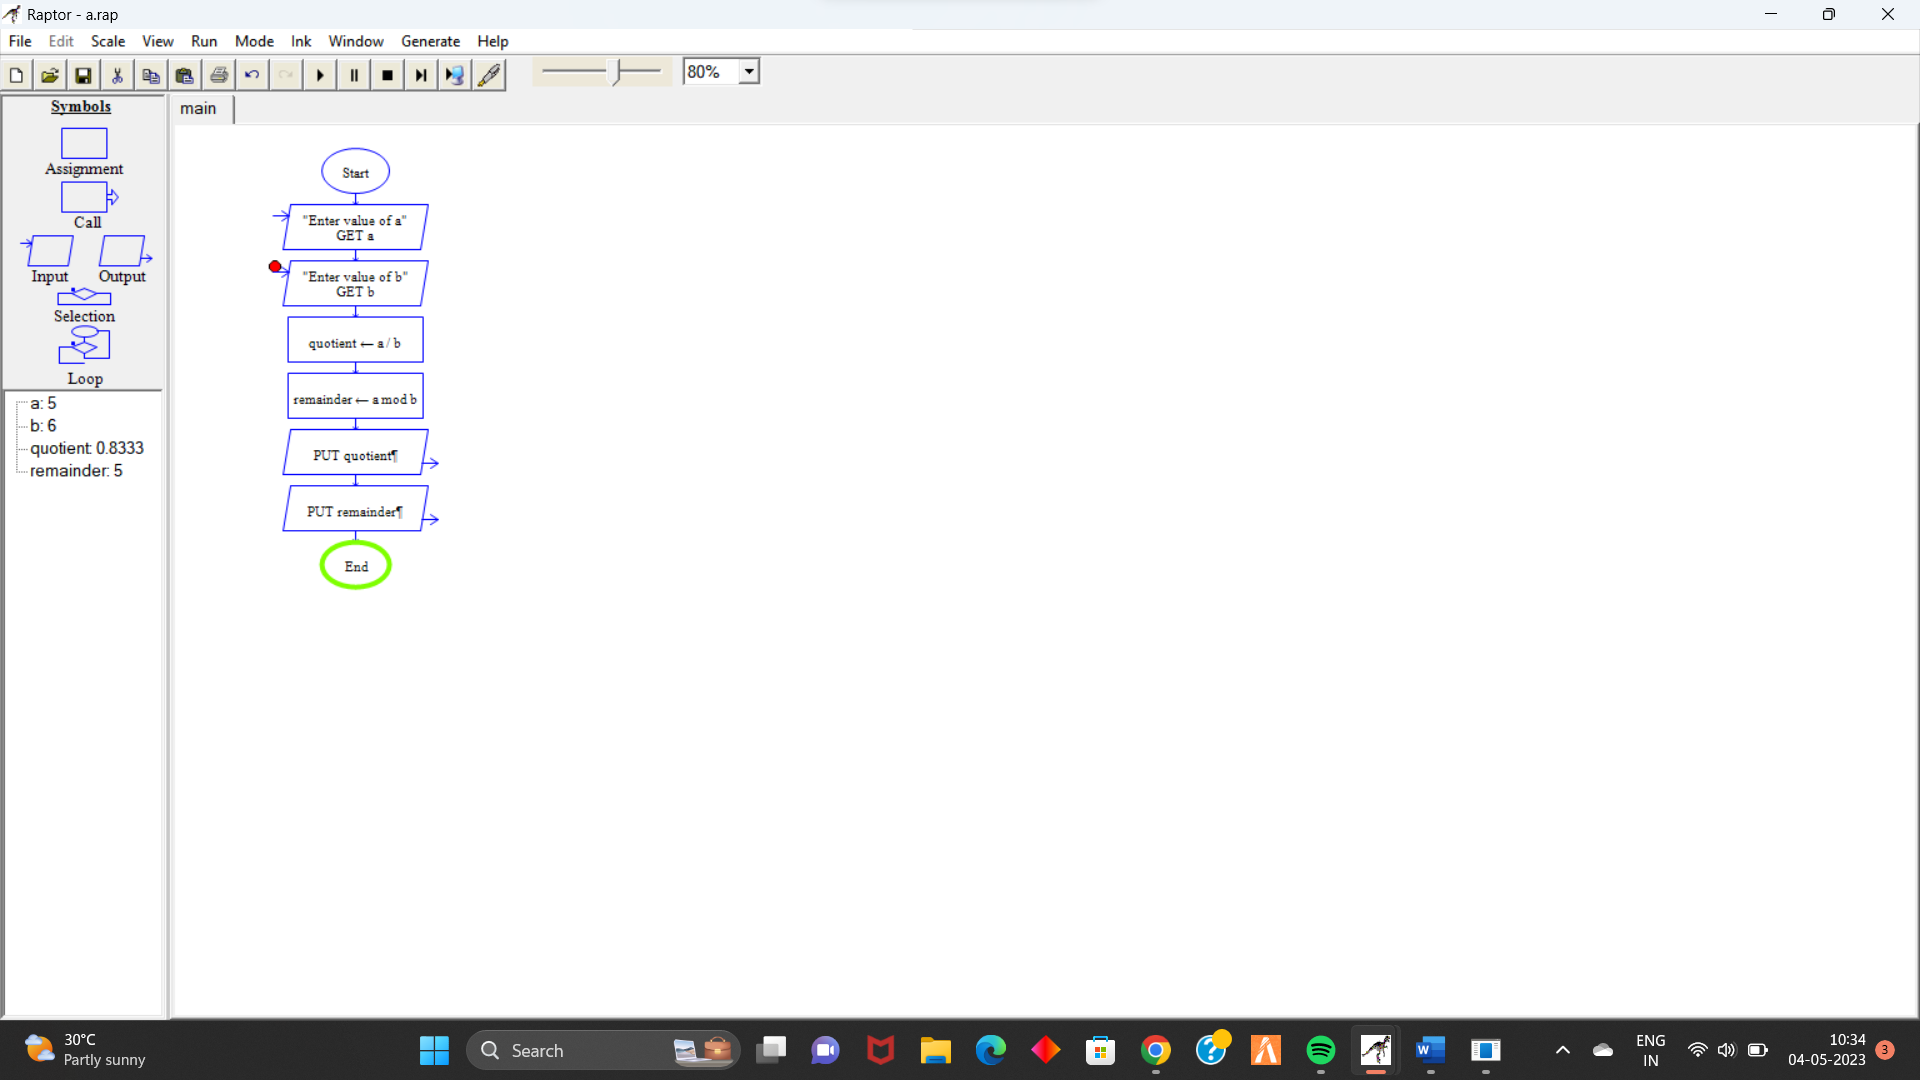 Raptor - a.rap
File Edit Scale View Run Mode Ink Window Generate Help
80%
Symbols
Assignment
Call
Input Output
Selection
Loop
a: 5
b: 6
quotient: 0.8333
remainder: 5
main
Start
"Enter value of a"
GET a
"Enter value of b"
GET b
quotient ← a / b
remainder ← a mod b
PUT quotient¶
PUT remainder¶
End
30°C
Partly sunny
Search
W
ENG
IN
10:34
04-05-2023
3